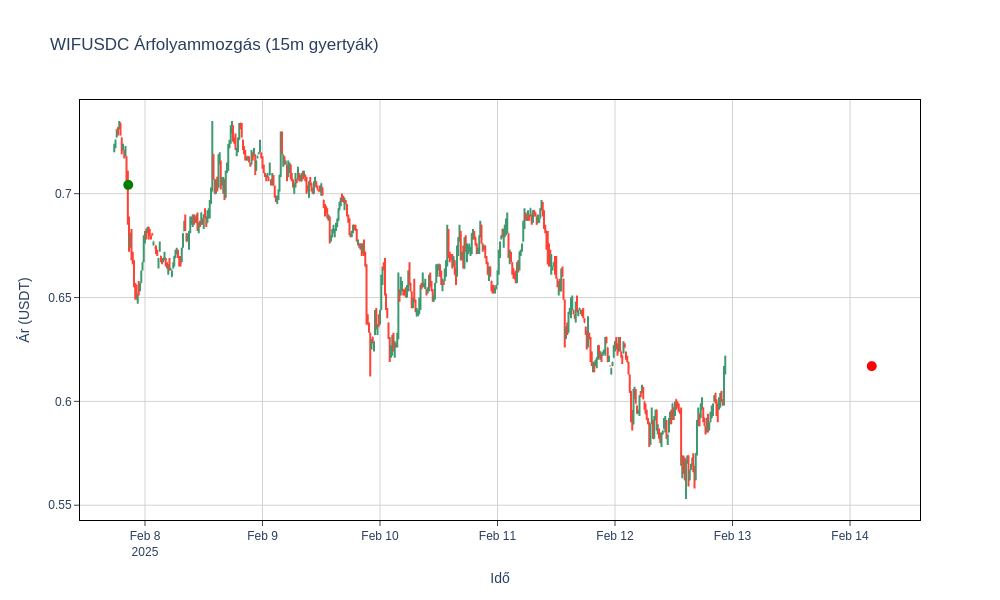 WIFUSDC Árfolyammozgás (15m gyertyák)
Ár (USDT)
0.7
0.65
0.6
0.55
Feb 8
2025
Feb 9
Feb 10
Feb 11
Feb 12
Feb 13
Feb 14
Idő